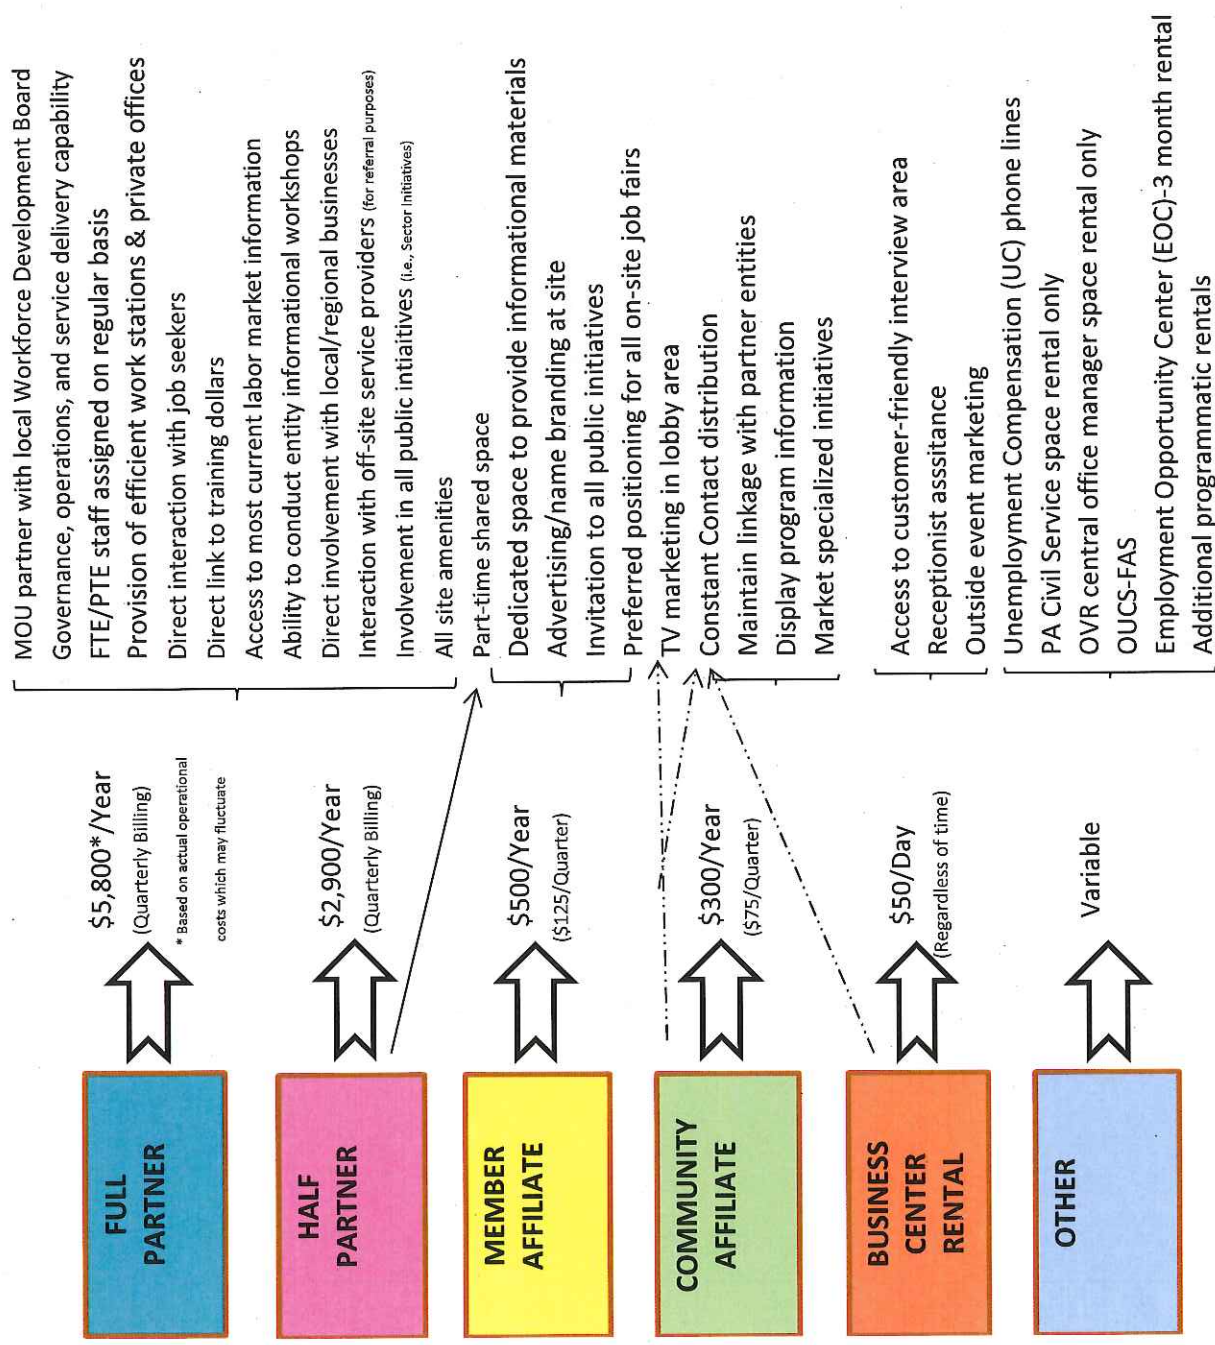 FULL
PARTNER
$5,800*/Year
(Quarterly Billing)
* Based on actual operational
costs which may fluctuate
MOU partner with local Workforce Development Board
Governance, operations, and service delivery capability
FTE/PTE staff assigned on regular basis
Provision of efficient work stations & private offices
Direct interaction with job seekers
Direct link to training dollars
Access to most current labor market information
Ability to conduct entity informational workshops
Direct involvement with local/regional businesses
Interaction with off-site service providers (for referral purposes)
Involvement in all public intiaitives (i.e., Sector Initiatives)
All site amenities
HALF
PARTNER
$2,900/Year
(Quarterly Billing)
Part-time shared space
MEMBER
AFFILIATE
$500/Year
($125/Quarter)
Dedicated space to provide informational materials
Advertising/name branding at site
Invitation to all public initiatives
Preferred positioning for all on-site job fairs
TV marketing in lobby area
COMMUNITY
AFFILIATE
$300/Year
($75/Quarter)
Constant Contact distribution
Maintain linkage with partner entities
Display program information
Market specialized initiatives
BUSINESS
CENTER
RENTAL
$50/Day
(Regardless of time)
Access to customer-friendly interview area
Receptionist asssitance
Outside event marketing
OTHER
Variable
Unemployment Compensation (UC) phone lines
PA Civil Service space rental only
OVR central office manager space rental only
OUCS-FAS
Employment Opportunity Center (EOC)-3 month rental
Additional programmatic rentals